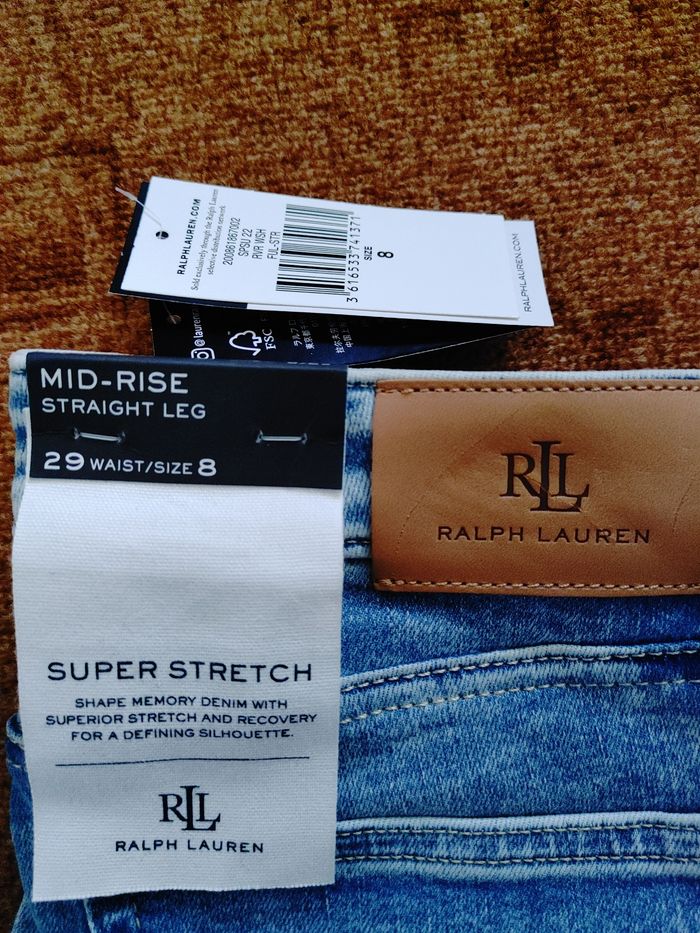 RALPHLAUREN.COM
Sold exclusively through the Ralph Lauren
selective distribution network
200861867002
SPSU 22
RVR WSH
FUL-STR
3 616533 741371
SIZE
8
RALPHLAUREN.COM
@lauren
FSC
MID-RISE
STRAIGHT LEG
29 WAIST/SIZE 8
RLL
RALPH LAUREN
SUPER STRETCH
SHAPE MEMORY DENIM WITH
SUPERIOR STRETCH AND RECOVERY
FOR A DEFINING SILHOUETTE.
RLL
RALPH LAUREN